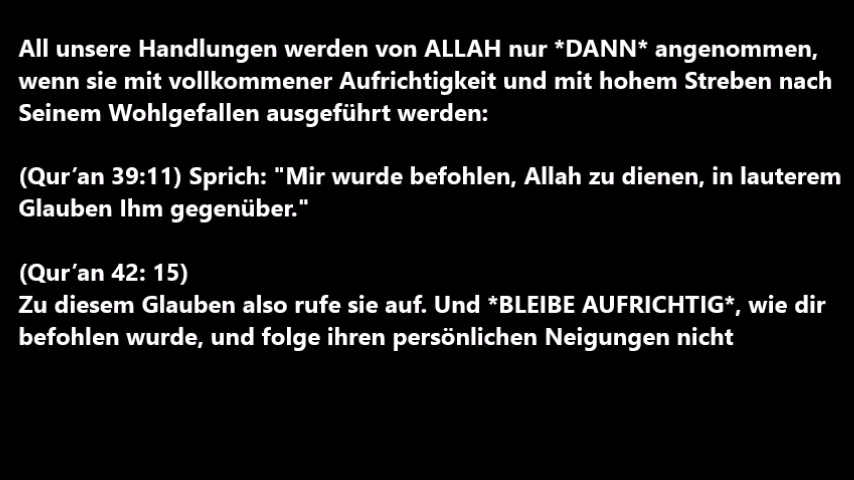 All unsere Handlungen werden von ALLAH nur *DANN* angenommen,
wenn sie mit vollkommener Aufrichtigkeit und mit hohem Streben nach
Seinem Wohlgefallen ausgeführt werden:
(Qur’an 39:11) Sprich: "Mir wurde befohlen, Allah zu dienen, in lauterem
Glauben Ihm gegenüber."
(Qur’an 42: 15)
Zu diesem Glauben also rufe sie auf. Und *BLEIBE AUFRICHTIG*, wie dir
befohlen wurde, und folge ihren persönlichen Neigungen nicht